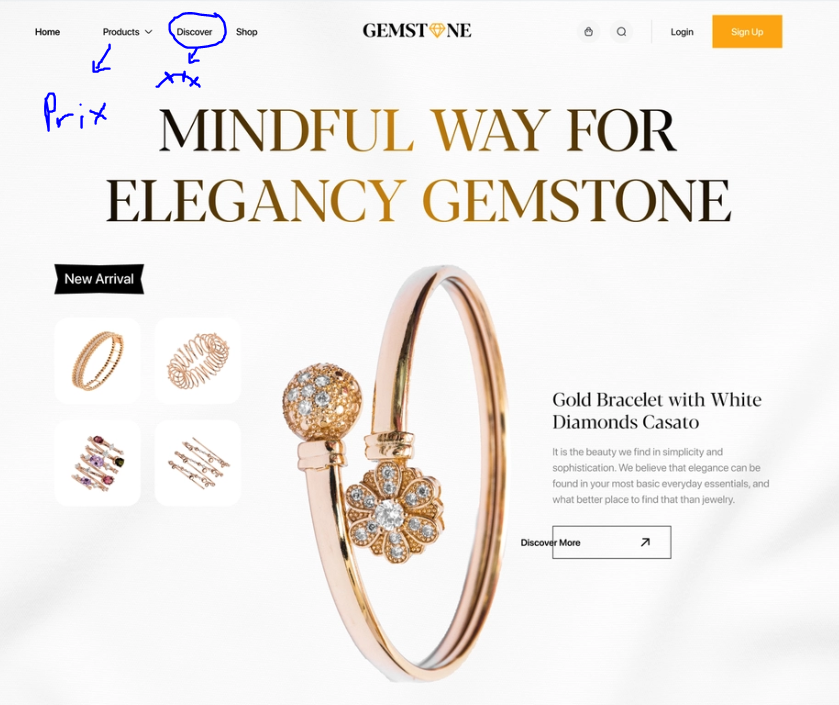 Home Products Discover Shop GEMSTONE Login Sign Up
Prix
MINDFUL WAY FOR
ELEGANCY GEMSTONE
New Arrival
Gold Bracelet with White
Diamonds Casato
It is the beauty we find in simplicity and
sophistication. We believe that elegance can be
found in your most basic everyday essentials, and
what better place to find that than jewelry.
Discover More